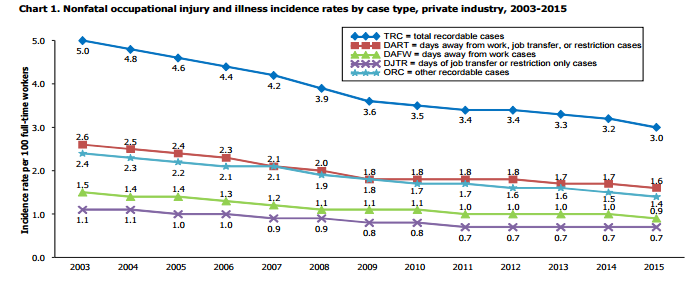 Chart 1. Nonfatal occupational injury and illness incidence rates by case type, private industry, 2003-2015
TRC = total recordable cases
DART = days away from work, job transfer, or restriction cases
DAFW = days away from work cases
DJTR = days of job transfer or restriction only cases
ORC = other recordable cases
Incidence rate per 100 full-time workers
5.0
4.0
3.0
2.0
1.0
0.0
5.0 4.8 4.6 4.4 4.2 3.9 3.6 3.5 3.4 3.4 3.3 3.2 3.0
2.6 2.5 2.4 2.3 2.1 2.0 1.8 1.8 1.8 1.8 1.7 1.7 1.6
2.4 2.3 2.2 2.1 2.1 1.9 1.8 1.7 1.7 1.6 1.6 1.5 1.4
1.5 1.4 1.4 1.3 1.2 1.1 1.1 1.1 1.0 1.0 1.0 1.0 0.9
1.1 1.1 1.0 1.0 0.9 0.9 0.8 0.8 0.7 0.7 0.7 0.7 0.7
2003 2004 2005 2006 2007 2008 2009 2010 2011 2012 2013 2014 2015